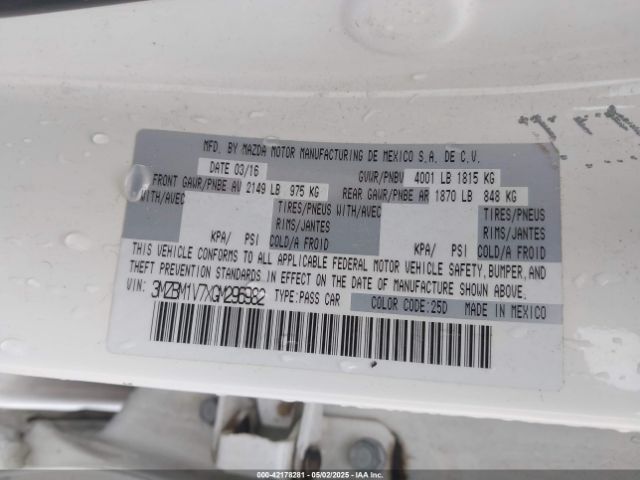 MFD. BY MAZDA MOTOR MANUFACTURING DE MEXICO S.A. DE C.V.
DATE 03/16 GVWR/PNBV 4001 LB 1815 KG
FRONT GAWR/PNBE AV 2149 LB 975 KG REAR GAWR/PNBE AR 1870 LB 848 KG
WITH/AVEC TIRES/PNEUS WITH/AVEC TIRES/PNEUS
RIMS/JANTES RIMS/JANTES
KPA/ PSI COLD/A FROID KPA/ PSI COLD/A FROID
THIS VEHICLE CONFORMS TO ALL APPLICABLE FEDERAL MOTOR VEHICLE SAFETY, BUMPER, AND
THEFT PREVENTION STANDARDS IN EFFECT ON THE DATE OF MANUFACTURE SHOWN ABOVE.
VIN: 3MZBM1V7XGM296982 TYPE:PASS CAR COLOR CODE:25D MADE IN MEXICO
000-42178281 - 05/02/2025 - IAAI.COM